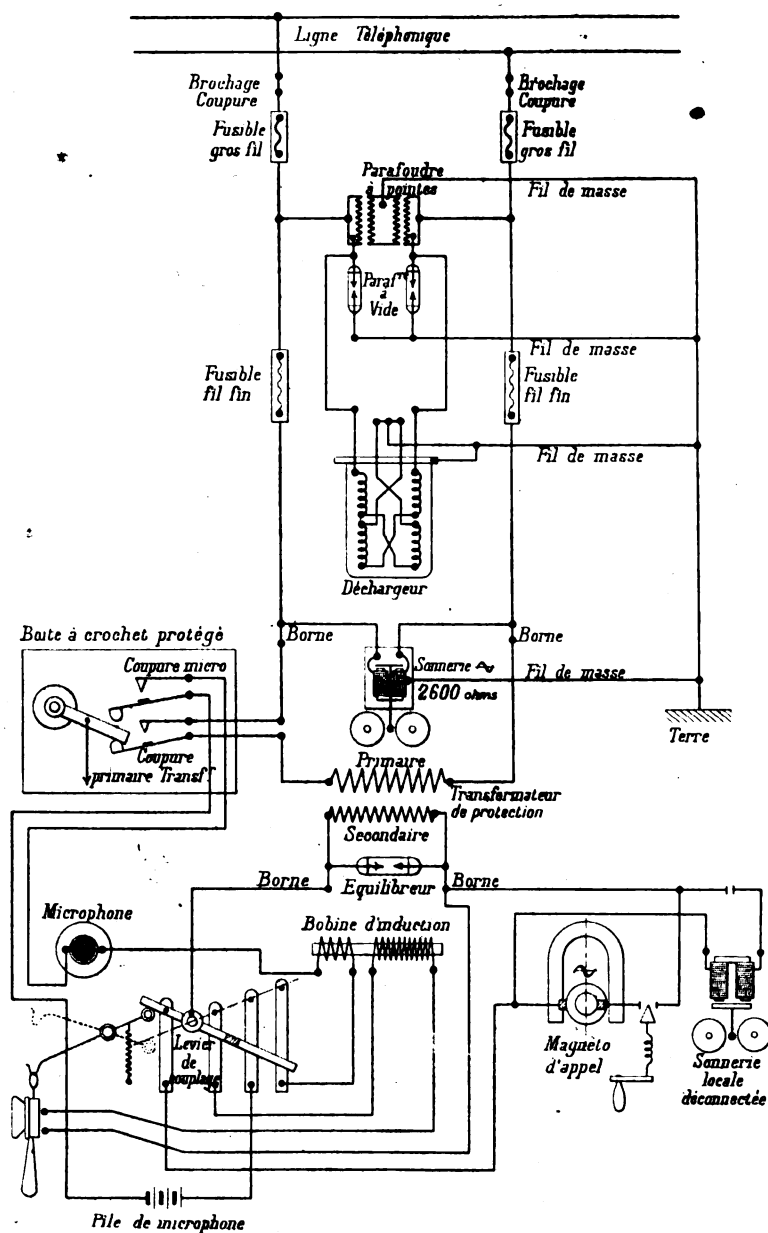 Ligne Téléphonique
Brochage
Coupure
Brochage
Coupure
Fusible
gros fil
Fusible
gros fil
Parafoudre
à pointes
Fil de masse
Paraf^re
à
Vide
Fil de masse
Fusible
fil fin
Fusible
fil fin
Fil de masse
Déchargeur
Boite à crochet protégé
Borne
Borne
Coupure micro
Sonnerie
2600 ohms
Fil de masse
Terre
Coupure
primaire Transf^r
Primaire
Transformateur
de protection
Secondaire
Borne
Equilibreur
Borne
Microphone
Bobine d'induction
Levier
de
couplage
Magnéto
d'appel
Sonnerie
locale
déconnectée
Pile de microphone